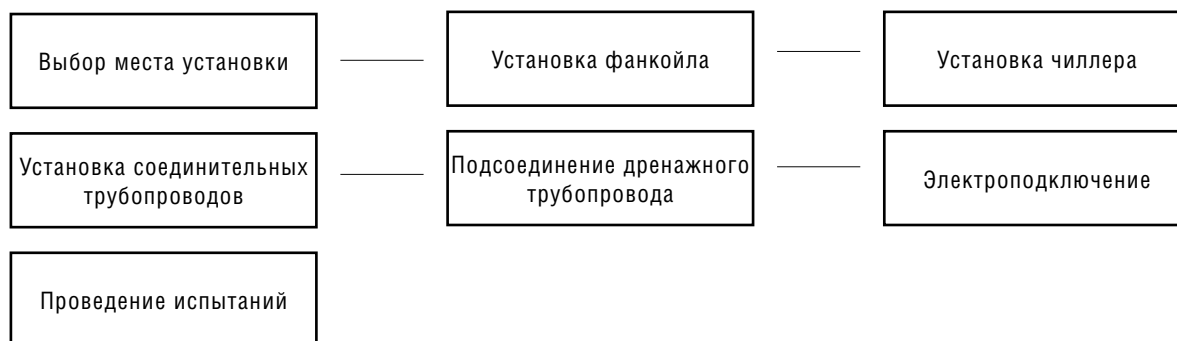 Выбор места установки
Установка фанкойла
Установка чиллера
Установка соединительных
трубопроводов
Подсоединение дренажного
трубопровода
Электроподключение
Проведение испытаний